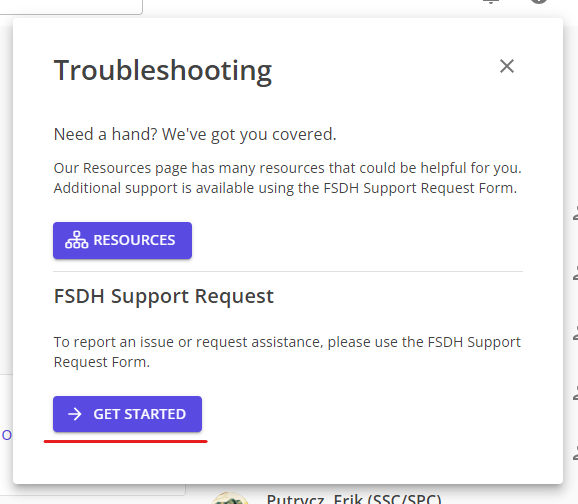 Troubleshooting
Need a hand? We've got you covered.
Our Resources page has many resources that could be helpful for you.
Additional support is available using the FSDH Support Request Form.
RESOURCES
FSDH Support Request
To report an issue or request assistance, please use the FSDH Support
Request Form.
GET STARTED
o
Putrycz, Erik (SSC/SPC)